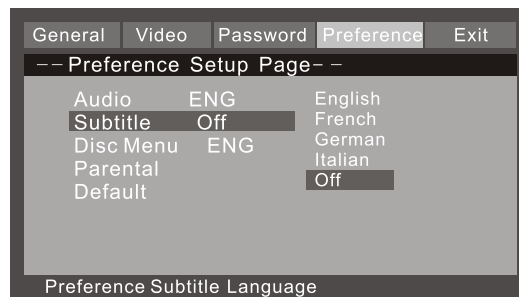 General Video Password Preference Exit
-- Preference Setup Page- -
Audio ENG English
Subtitle Off French
Disc Menu ENG German
Parental Italian
Default Off
Preference Subtitle Language